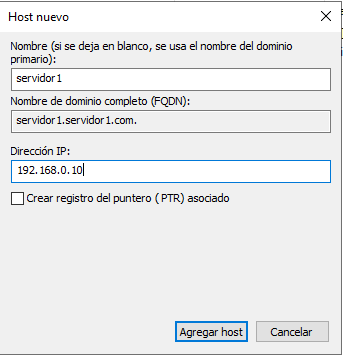 Host nuevo
Nombre (si se deja en blanco, se usa el nombre del dominio
primario):
servidor1
Nombre de dominio completo (FQDN):
servidor1.servidor1.com.
Dirección IP:
192.168.0.10
Crear registro del puntero (PTR) asociado
Agregar host
Cancelar